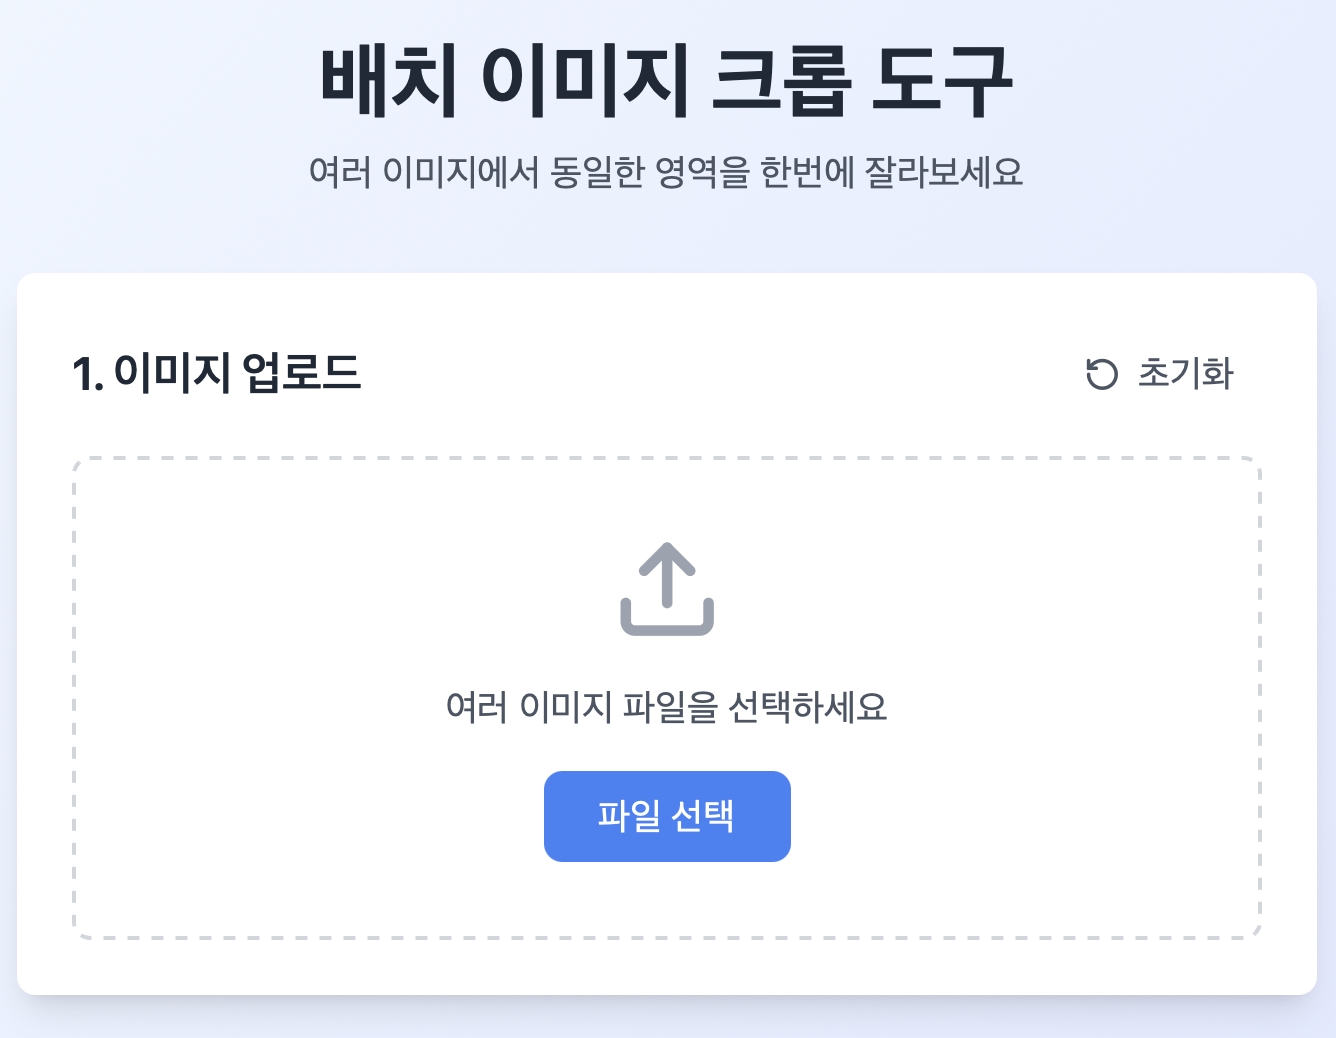 배치 이미지 크롭 도구
여러 이미지에서 동일한 영역을 한번에 잘라보세요
1. 이미지 업로드
초기화
여러 이미지 파일을 선택하세요
파일 선택